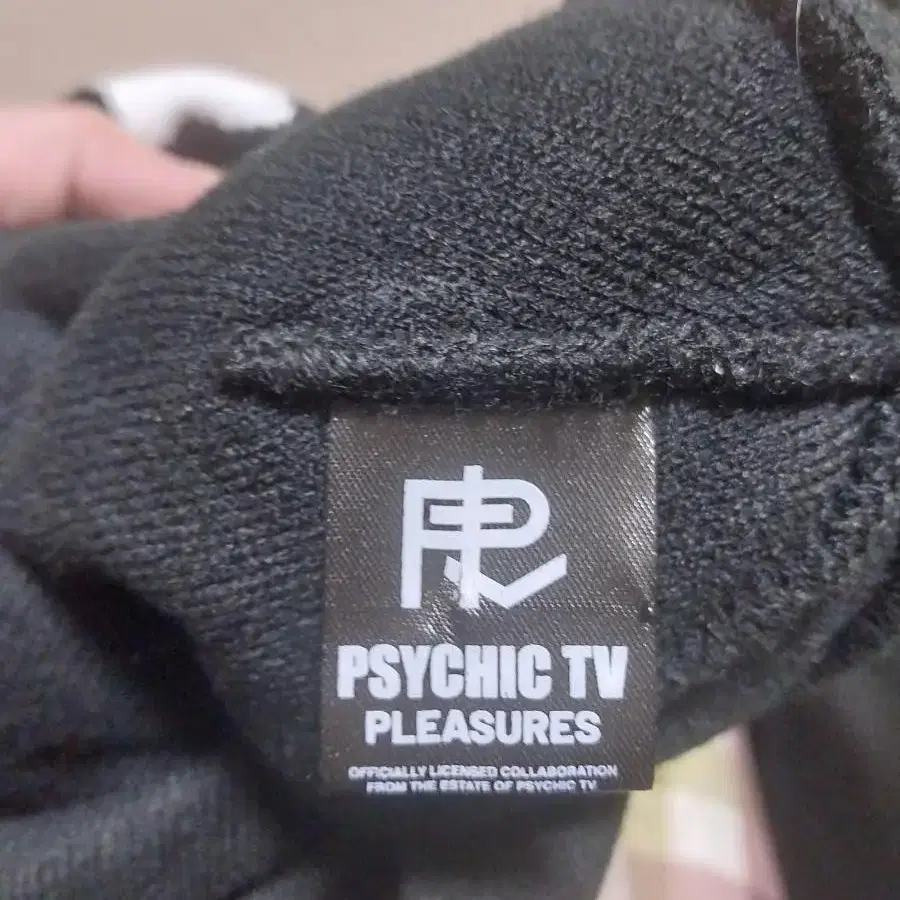 PSYCHIC TV
PLEASURES
OFFICIALLY LICENSED COLLABORATION
FROM THE ESTATE OF PSYCHIC TV